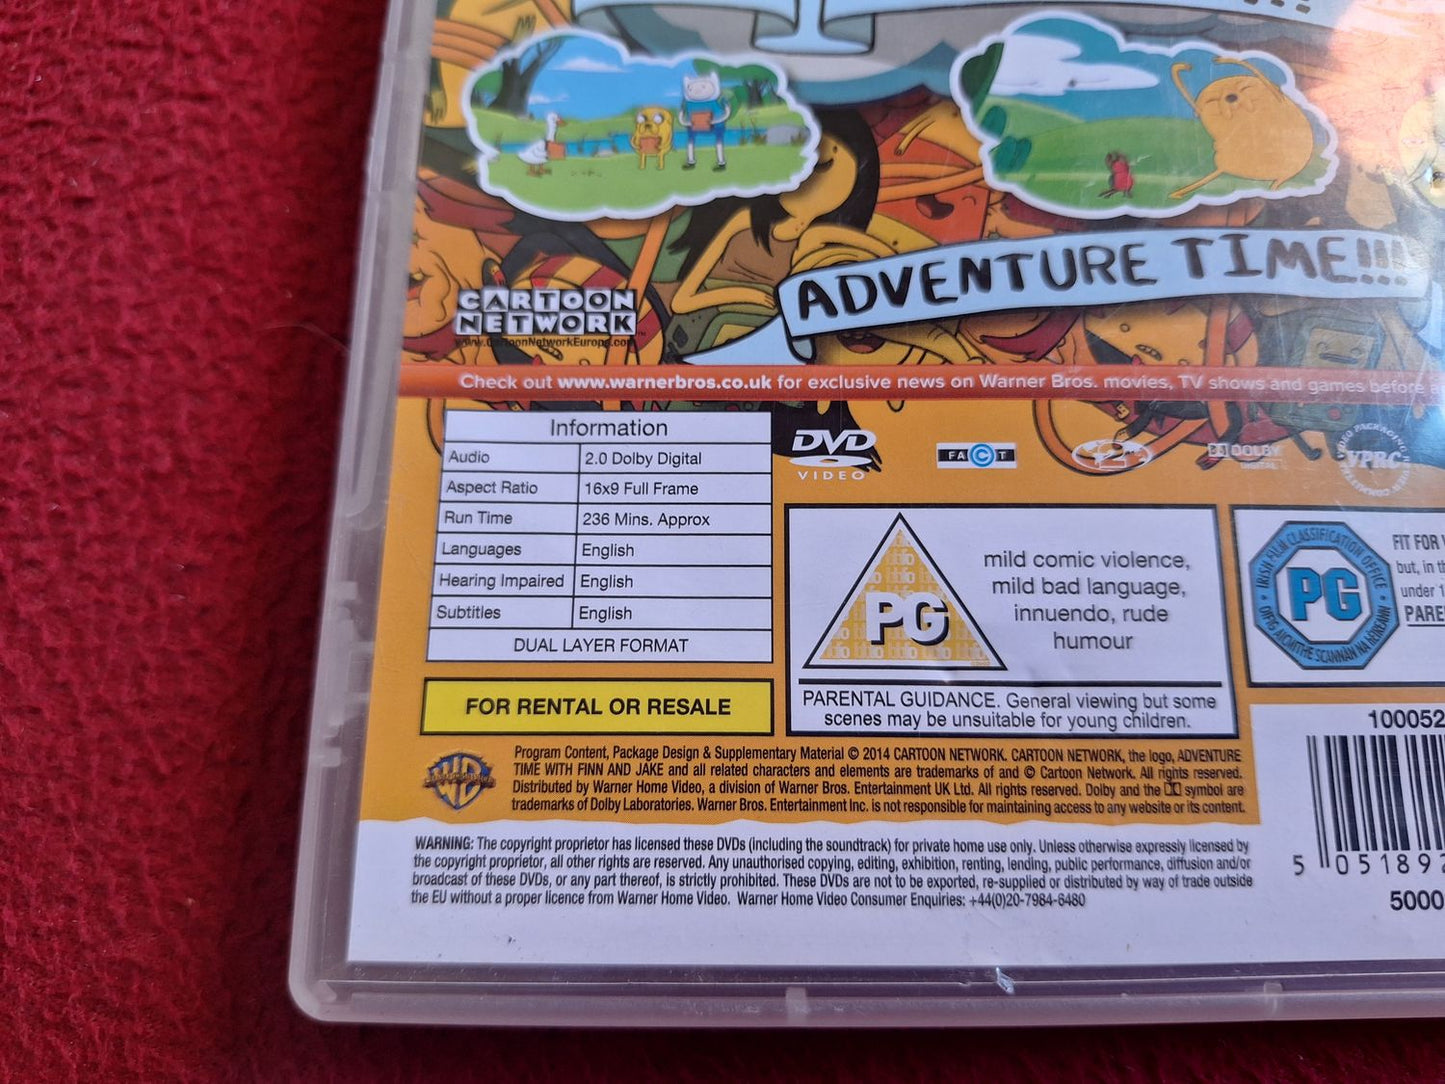 ADVENTURE TIME!!!
CARTOON
NETWORK
www.CartoonNetworkEurope.com
Check out www.warnerbros.co.uk for exclusive news on Warner Bros. movies, TV shows and games before
Information
Audio 2.0 Dolby Digital
Aspect Ratio 16x9 Full Frame
Run Time 236 Mins. Approx
Languages English
Hearing Impaired English
Subtitles English
DUAL LAYER FORMAT
FOR RENTAL OR RESALE
DVD
VIDEO
FACT
2
DOLBY
DIGITAL
VPRC
PG
mild comic violence,
mild bad language,
innuendo, rude
humour
PARENTAL GUIDANCE. General viewing but some
scenes may be unsuitable for young children.
IRISH FILM CLASSIFICATION OFFICE
PG
OIFIG AICMITHE SCANNÁN NA hÉIREANN
FIT FOR
but, in th
under 1
PARE
Program Content, Package Design & Supplementary Material © 2014 CARTOON NETWORK. CARTOON NETWORK, the logo, ADVENTURE
TIME WITH FINN AND JAKE and all related characters and elements are trademarks of and © Cartoon Network. All rights reserved.
Distributed by Warner Home Video, a division of Warner Bros. Entertainment UK Ltd. All rights reserved. Dolby and the symbol are
trademarks of Dolby Laboratories. Warner Bros. Entertainment Inc. is not responsible for maintaining access to any website or its content.
WARNING: The copyright proprietor has licensed these DVDs (including the soundtrack) for private home use only. Unless otherwise expressly licensed by
the copyright proprietor, all other rights are reserved. Any unauthorised copying, editing, exhibition, renting, lending, public performance, diffusion and/or
broadcast of these DVDs, or any part thereof, is strictly prohibited. These DVDs are not to be exported, re-supplied or distributed by way of trade outside
the EU without a proper licence from Warner Home Video. Warner Home Video Consumer Enquiries: +44(0)20-7984-6480
100052
5 051892
5000